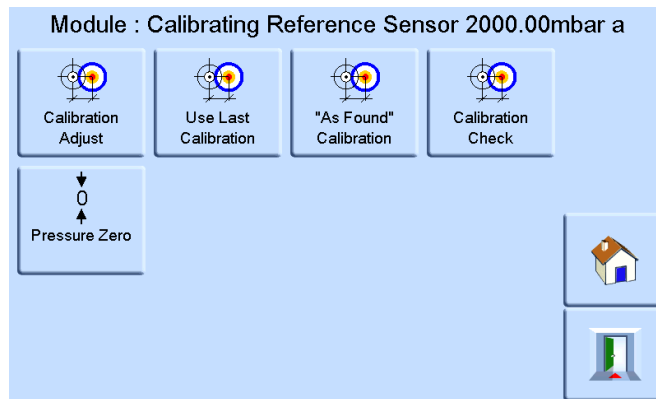 Module : Calibrating Reference Sensor 2000.00mbar a
Calibration
Adjust
Use Last
Calibration
"As Found"
Calibration
Calibration
Check
0
Pressure Zero